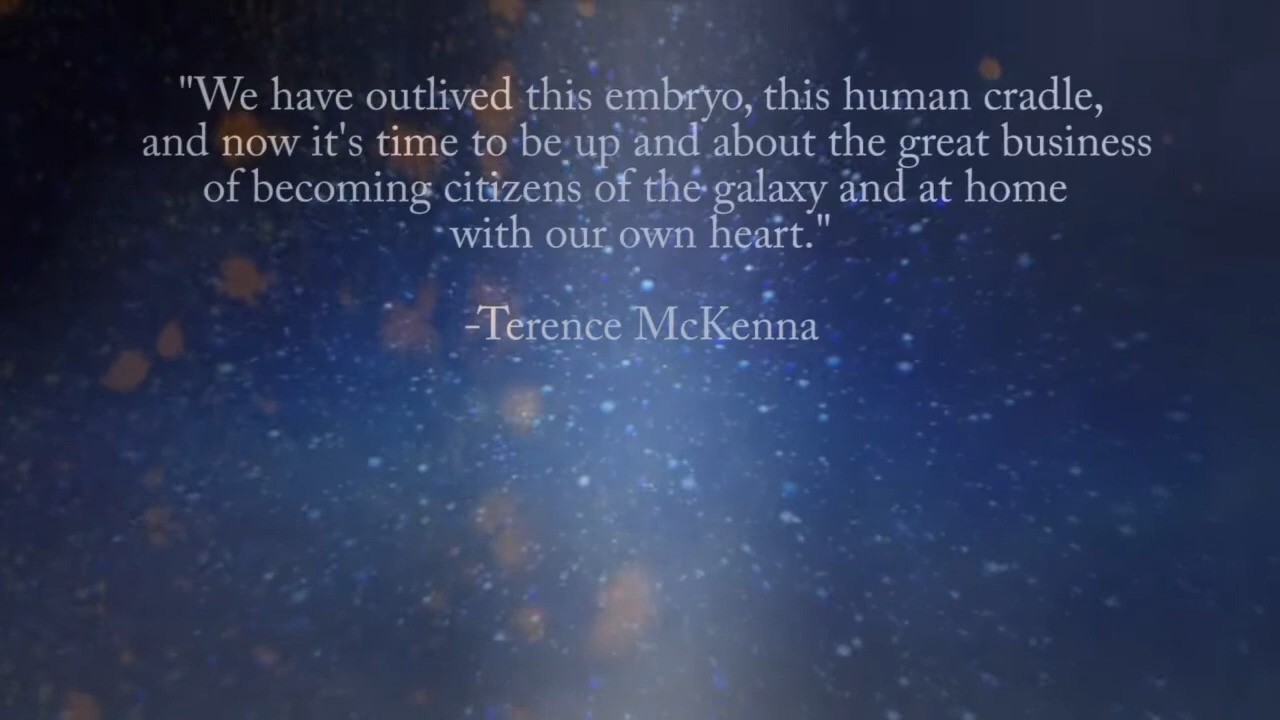 "We have outlived this embryo, this human cradle,
and now it's time to be up and about the great business
of becoming citizens of the galaxy and at home
with our own heart."
-Terence McKenna